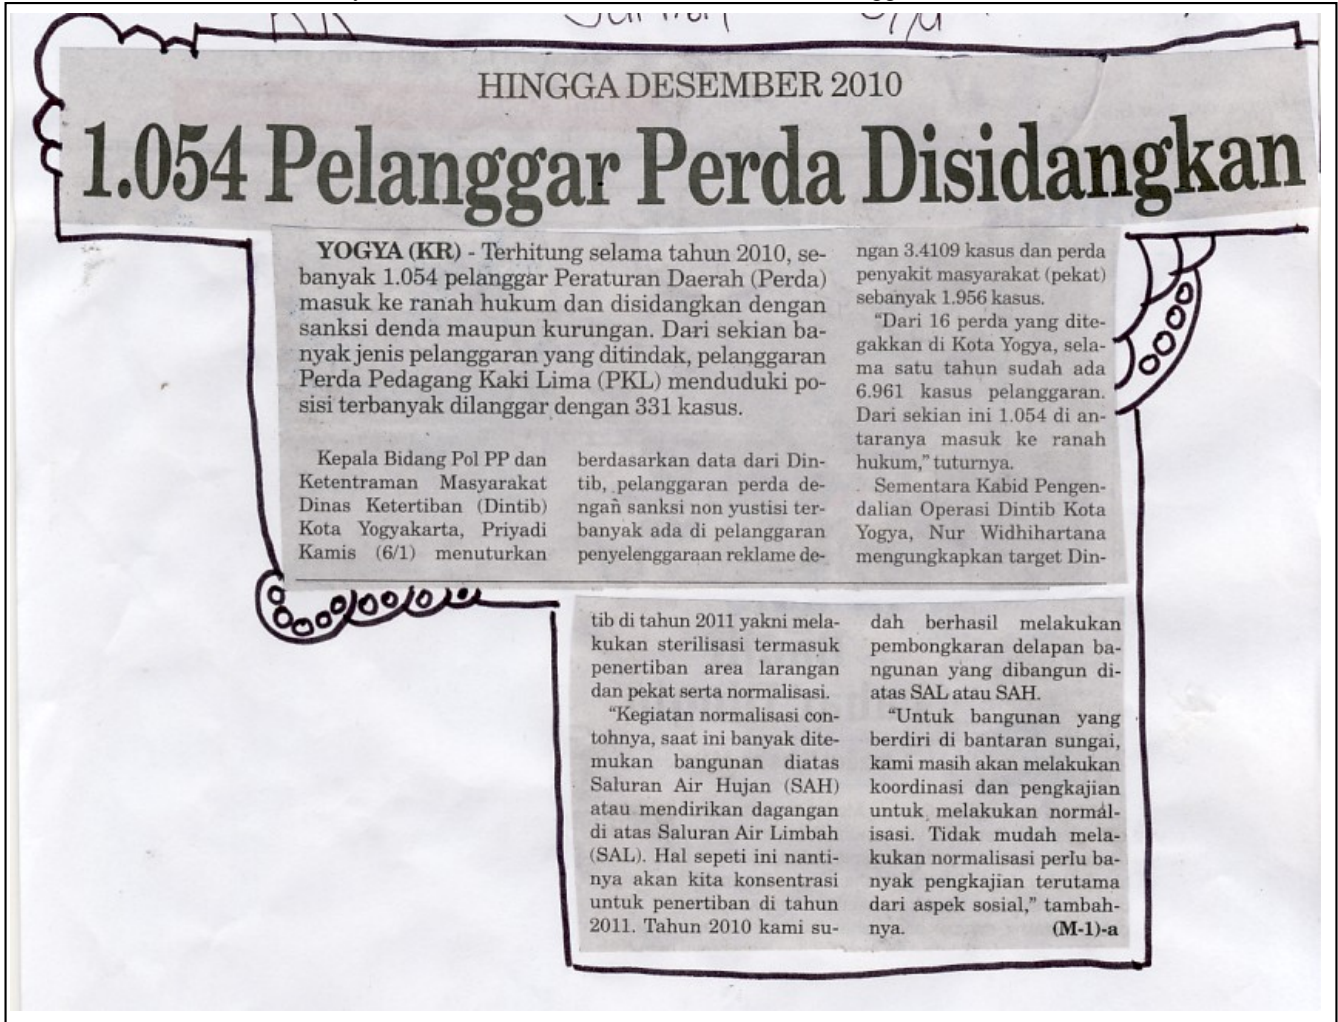 HINGGA DESEMBER 2010
1.054 Pelanggar Perda Disidangkan
YOGYA (KR) - Terhitung selama tahun 2010, se-
banyak 1.054 pelanggar Peraturan Daerah (Perda)
masuk ke ranah hukum dan disidangkan dengan
sanksi denda maupun kurungan. Dari sekian ba-
nyak jenis pelanggaran yang ditindak, pelanggaran
Perda Pedagang Kaki Lima (PKL) menduduki po-
sisi terbanyak dilanggar dengan 331 kasus.
Kepala Bidang Pol PP dan
Ketentraman Masyarakat
Dinas Ketertiban (Dintib)
Kota Yogyakarta, Priyadi
Kamis (6/1) menuturkan
berdasarkan data dari Din-
tib, pelanggaran perda de-
ngan sanksi non yustisi ter-
banyak ada di pelanggaran
penyelenggaraan reklame de-
ngan 3.4109 kasus dan perda
penyakit masyarakat (pekat)
sebanyak 1.956 kasus.
"Dari 16 perda yang dite-
gakkan di Kota Yogya, sela-
ma satu tahun sudah ada
6.961 kasus pelanggaran.
Dari sekian ini 1.054 di an-
taranya masuk ke ranah
hukum," tuturnya.
Sementara Kabid Pengen-
dalian Operasi Dintib Kota
Yogya, Nur Widhihartana
mengungkapkan target Din-
tib di tahun 2011 yakni mela-
kukan sterilisasi termasuk
penertiban area larangan
dan pekat serta normalisasi.
"Kegiatan normalisasi con-
tohnya, saat ini banyak dite-
mukan bangunan diatas
Saluran Air Hujan (SAH)
atau mendirikan dagangan
di atas Saluran Air Limbah
(SAL). Hal sepeti ini nanti-
nya akan kita konsentrasi
untuk penertiban di tahun
2011. Tahun 2010 kami su-
dah berhasil melakukan
pembongkaran delapan ba-
ngunan yang dibangun di-
atas SAL atau SAH.
"Untuk bangunan yang
berdiri di bantaran sungai,
kami masih akan melakukan
koordinasi dan pengkajian
untuk melakukan normal-
isasi. Tidak mudah mela-
kukan normalisasi perlu ba-
nyak pengkajian terutama
dari aspek sosial," tambah-
nya. (M-1)-a